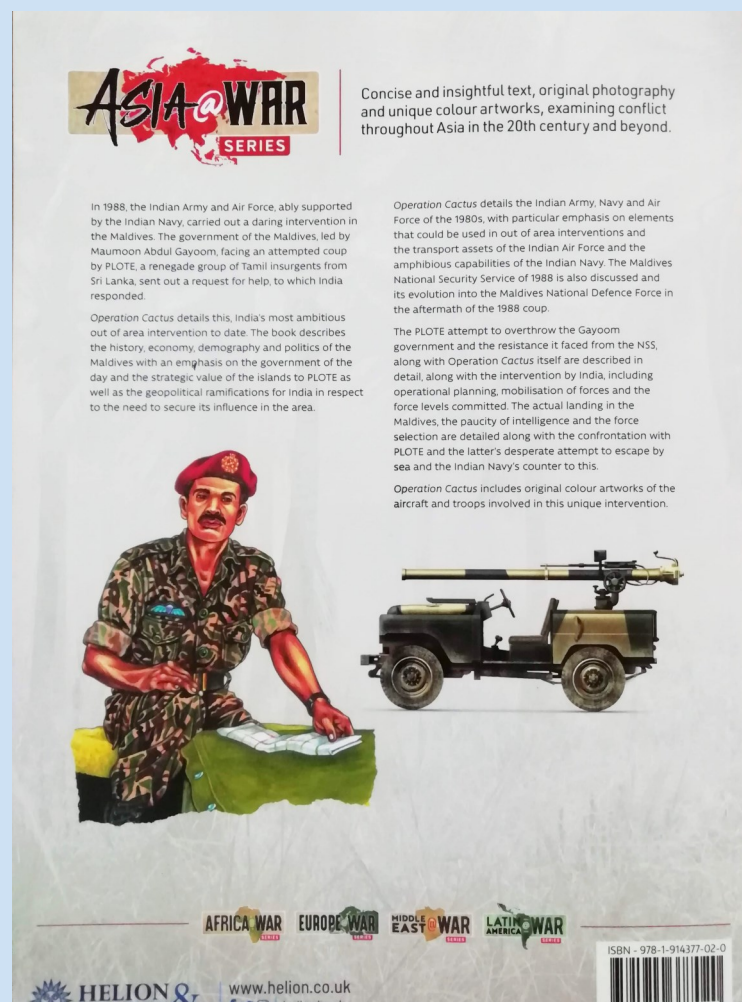 ASIA@WAR
SERIES
Concise and insightful text, original photography
and unique colour artworks, examining conflict
throughout Asia in the 20th century and beyond.
In 1988, the Indian Army and Air Force, ably supported
by the Indian Navy, carried out a daring intervention in
the Maldives. The government of the Maldives, led by
Maumoon Abdul Gayoom, facing an attempted coup
by PLOTE, a renegade group of Tamil insurgents from
Sri Lanka, sent out a request for help, to which India
responded.
Operation Cactus details this, India's most ambitious
out of area intervention to date. The book describes
the history, economy, demography and politics of the
Maldives with an emphasis on the government of the
day and the strategic value of the islands to PLOTE as
well as the geopolitical ramifications for India in respect
to the need to secure its influence in the area.
Operation Cactus details the Indian Army, Navy and Air
Force of the 1980s, with particular emphasis on elements
that could be used in out of area interventions and
the transport assets of the Indian Air Force and the
amphibious capabilities of the Indian Navy. The Maldives
National Security Service of 1988 is also discussed and
its evolution into the Maldives National Defence Force in
the aftermath of the 1988 coup.
The PLOTE attempt to overthrow the Gayoom
government and the resistance it faced from the NSS,
along with Operation Cactus itself are described in
detail, along with the intervention by India, including
operational planning, mobilisation of forces and the
force levels committed. The actual landing in the
Maldives, the paucity of intelligence and the force
selection are detailed along with the confrontation with
PLOTE and the latter's desperate attempt to escape by
sea and the Indian Navy's counter to this.
Operation Cactus includes original colour artworks of the
aircraft and troops involved in this unique intervention.
AFRICA@WAR
SERIES
EUROPE@WAR
SERIES
MIDDLE
EAST@WAR
SERIES
LATIN
AMERICA@WAR
SERIES
ISBN - 978-1-914377-02-0
HELION &
www.helion.co.uk